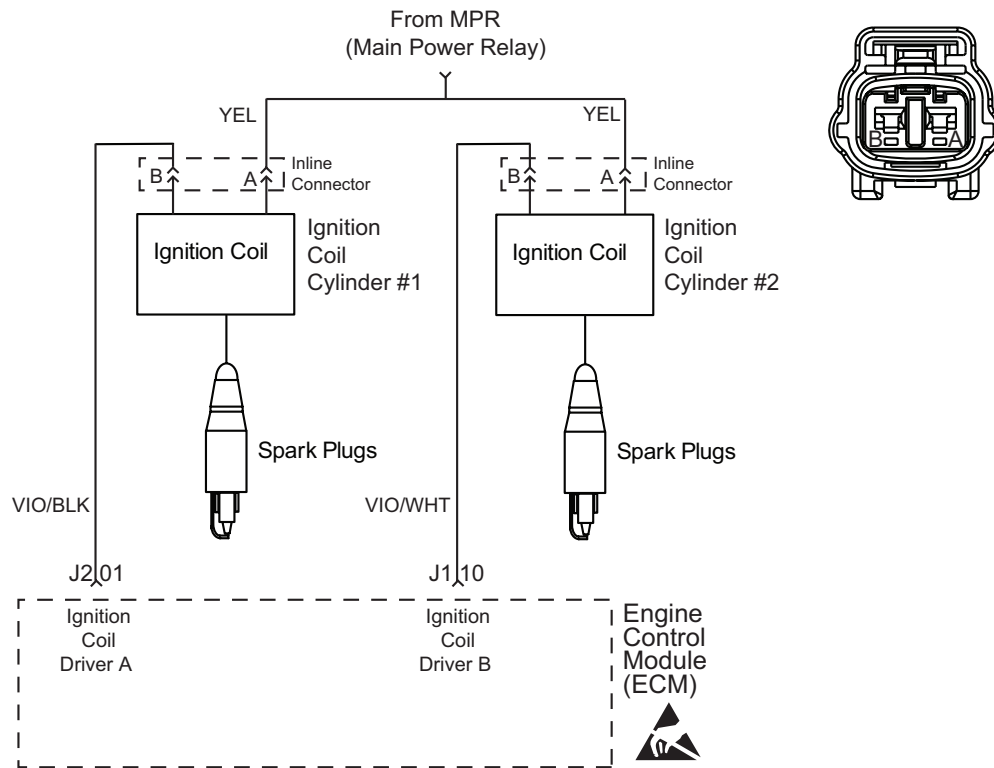 From MPR
(Main Power Relay)
YEL
YEL
B
A
Inline
Connector
B
A
Inline
Connector
B
A
Ignition Coil
Ignition
Coil
Cylinder #1
Ignition Coil
Ignition
Coil
Cylinder #2
Spark Plugs
Spark Plugs
VIO/BLK
VIO/WHT
J2 01
J1 10
Ignition
Coil
Driver A
Ignition
Coil
Driver B
Engine
Control
Module
(ECM)